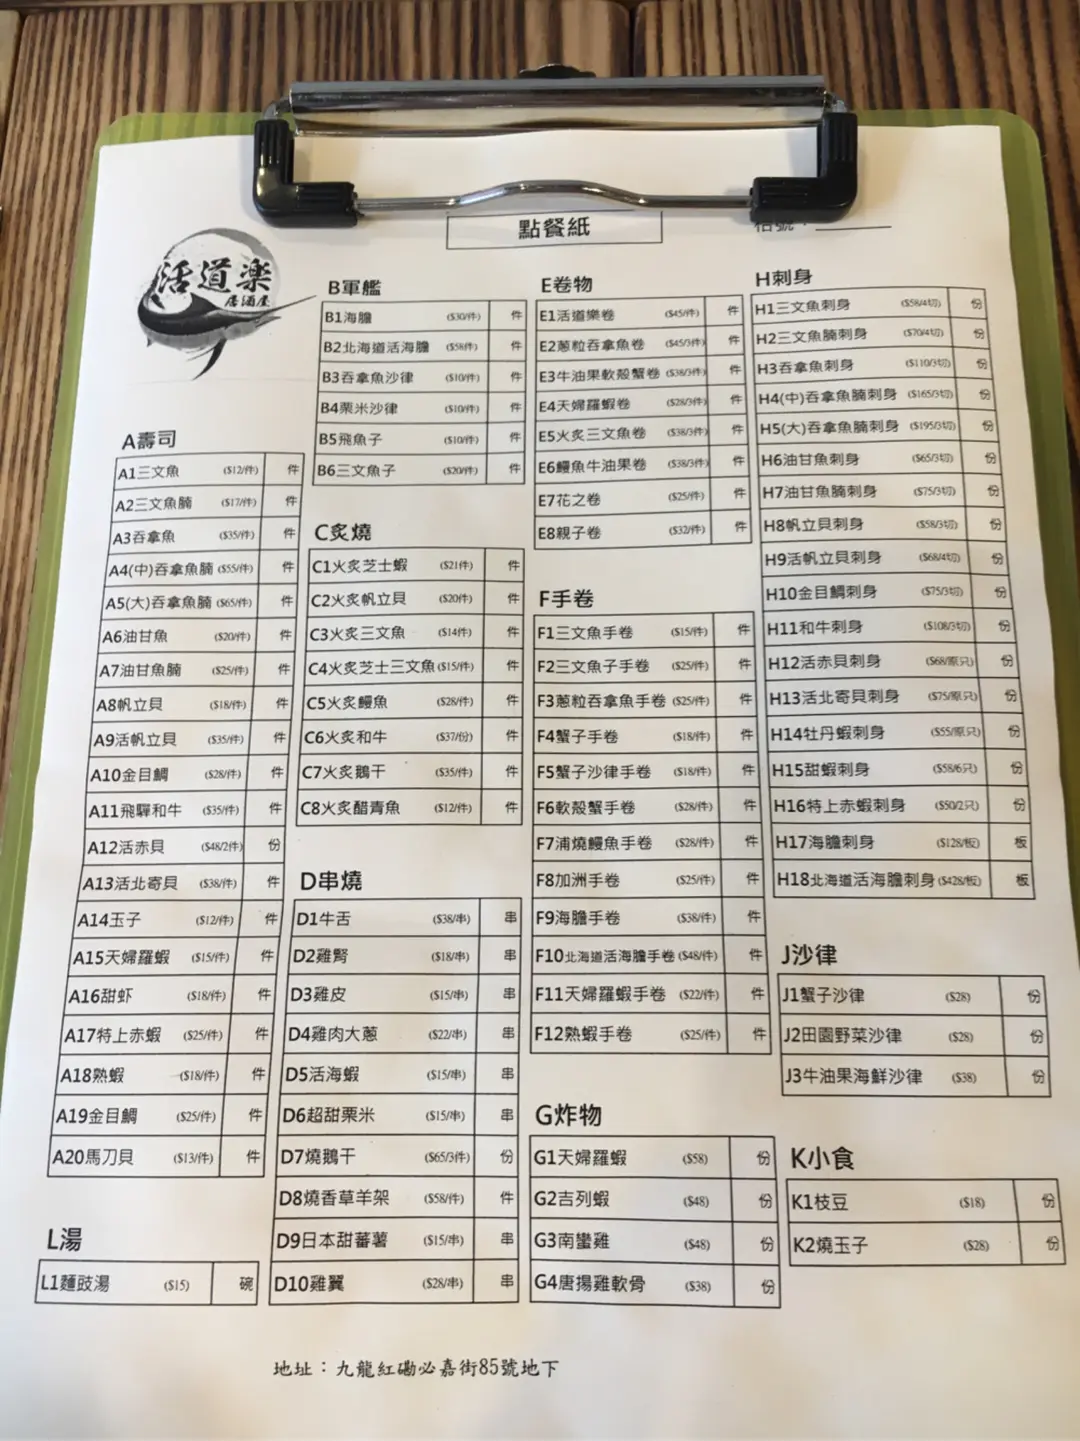 點餐紙
活道楽
居酒屋
A壽司
A1三文魚 ($12/件) 件
A2三文魚腩 ($17/件) 件
A3吞拿魚 ($35/件) 件
A4(中)吞拿魚腩 ($55/件) 件
A5(大)吞拿魚腩 ($65/件) 件
A6油甘魚 ($20/件) 件
A7油甘魚腩 ($25/件) 件
A8帆立貝 ($18/件) 件
A9活帆立貝 ($35/件) 件
A10金目鯛 ($28/件) 件
A11飛驒和牛 ($35/件) 件
A12活赤貝 ($48/2件) 份
A13活北寄貝 ($38/件) 件
A14玉子 ($12/件) 件
A15天婦羅蝦 ($15/件) 件
A16甜虾 ($18/件) 件
A17特上赤蝦 ($25/件) 件
A18熟蝦 ($18/件) 件
A19金目鯛 ($25/件) 件
A20馬刀貝 ($13/件) 件
L湯
L1麵豉湯 ($15) 碗
B軍艦
B1海膽 ($30/件) 件
B2北海道活海膽 ($58件) 件
B3吞拿魚沙律 ($10/件) 件
B4栗米沙律 ($10/件) 件
B5飛魚子 ($10/件) 件
B6三文魚子 ($20/件) 件
C炙燒
C1火炙芝士蝦 ($21件) 件
C2火炙帆立貝 ($20件) 件
C3火炙三文魚 ($14件) 件
C4火炙芝士三文魚 ($15/件) 件
C5火炙鰻魚 ($28/件) 件
C6火炙和牛 ($37/份) 件
C7火炙鵝干 ($35/件) 件
C8火炙醋青魚 ($12/件) 件
D串燒
D1牛舌 ($38/串) 串
D2雞腎 ($18/串) 串
D3雞皮 ($15/串) 串
D4雞肉大蔥 ($22/串) 串
D5活海蝦 ($15/串) 串
D6超甜栗米 ($15/串) 串
D7燒鵝干 ($65/3件) 份
D8燒香草羊架 ($58/件) 件
D9日本甜蕃薯 ($15/串) 串
D10雞翼 ($28/串) 串
E卷物
E1活道樂卷 ($45/件) 件
E2蔥粒吞拿魚卷 ($45/3件) 件
E3牛油果軟殼蟹卷 ($38/3件) 件
E4天婦羅蝦卷 ($28/3件) 件
E5火炙三文魚卷 ($38/3件) 件
E6鰻魚牛油果卷 ($38/3件) 件
E7花之卷 ($25/件) 件
E8親子卷 ($32/件) 件
F手卷
F1三文魚手卷 ($15/件) 件
F2三文魚子手卷 ($25/件) 件
F3蔥粒吞拿魚手卷 ($25/件) 件
F4蟹子手卷 ($18/件) 件
F5蟹子沙律手卷 ($18/件) 件
F6軟殼蟹手卷 ($28/件) 件
F7浦燒鰻魚手卷 ($28/件) 件
F8加洲手卷 ($25/件) 件
F9海膽手卷 ($38/件) 件
F10北海道活海膽手卷 ($48/件) 件
F11天婦羅蝦手卷 ($22/件) 件
F12熟蝦手卷 ($25/件) 件
G炸物
G1天婦羅蝦 ($58) 份
G2吉列蝦 ($48) 份
G3南蠻雞 ($48) 份
G4唐揚雞軟骨 ($38) 份
H刺身
H1三文魚刺身 ($58/4切) 份
H2三文魚腩刺身 ($70/4切) 份
H3吞拿魚刺身 ($110/3切) 份
H4(中)吞拿魚腩刺身 ($165/3切) 份
H5(大)吞拿魚腩刺身 ($195/3切) 份
H6油甘魚刺身 ($65/3切) 份
H7油甘魚腩刺身 ($75/3切) 份
H8帆立貝刺身 ($58/3切) 份
H9活帆立貝刺身 ($68/4切) 份
H10金目鯛刺身 ($75/3切) 份
H11和牛刺身 ($108/3切) 份
H12活赤貝刺身 ($68/原只) 份
H13活北寄貝刺身 ($75/原只) 份
H14牡丹蝦刺身 ($55/原只) 份
H15甜蝦刺身 ($58/6只) 份
H16特上赤蝦刺身 ($50/2只) 份
H17海膽刺身 ($128/板) 板
H18北海道活海膽刺身 ($428/板) 板
J沙律
J1蟹子沙律 ($28) 份
J2田園野菜沙律 ($28) 份
J3牛油果海鮮沙律 ($38) 份
K小食
K1枝豆 ($18) 份
K2燒玉子 ($28) 份
地址：九龍紅磡必嘉街85號地下